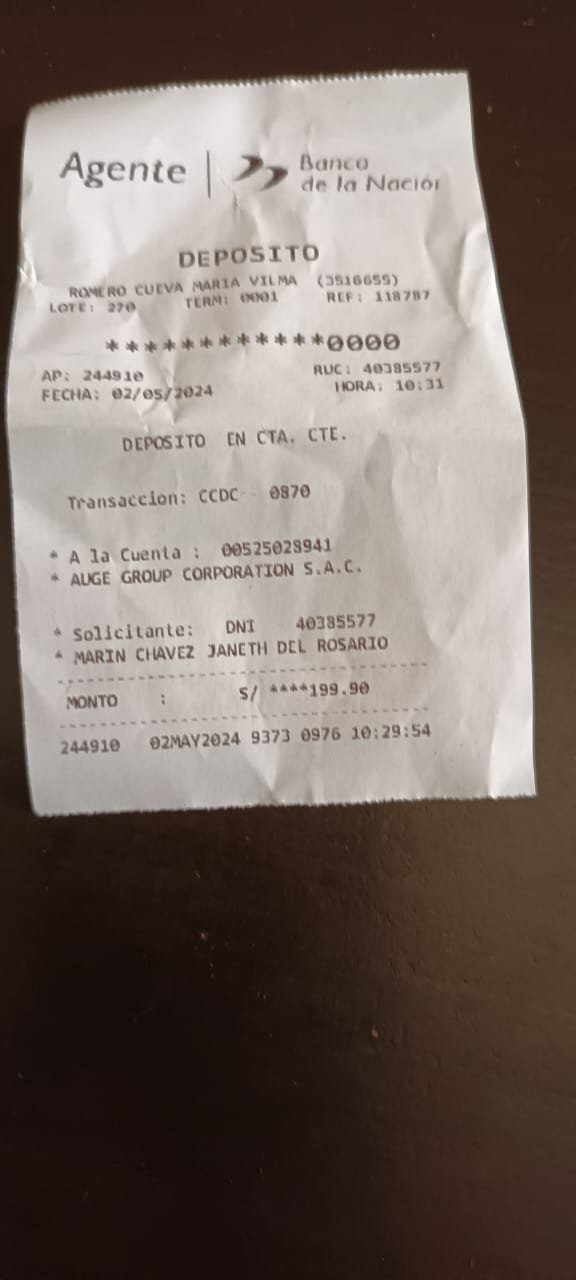 Agente | Banco
de la Nación
DEPOSITO
ROMERO CUEVA MARIA VILMA (3516655)
LOTE: 270 TERM: 0001 REF: 118787
************0000
AP: 244910 RUC: 40385577
FECHA: 02/05/2024 HORA: 10:31
DEPOSITO EN CTA. CTE.
Transaccion: CCDC 0870
* A la Cuenta : 00525028941
* AUGE GROUP CORPORATION S.A.C.
* Solicitante: DNI 40385577
* MARIN CHAVEZ JANETH DEL ROSARIO
MONTO : S/ ****199.90
244910 02MAY2024 9373 0976 10:29:54